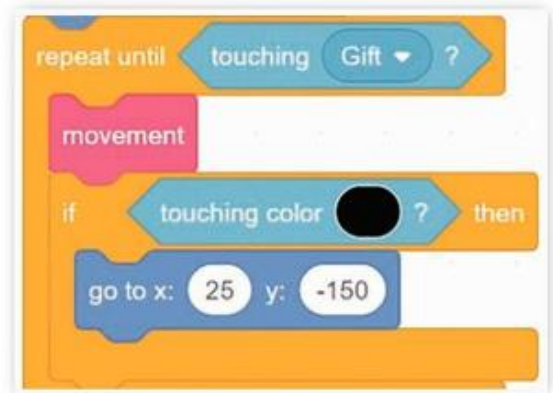 repeat until touching Gift ?
movement
if touching color ? then
go to x: 25 y: -150